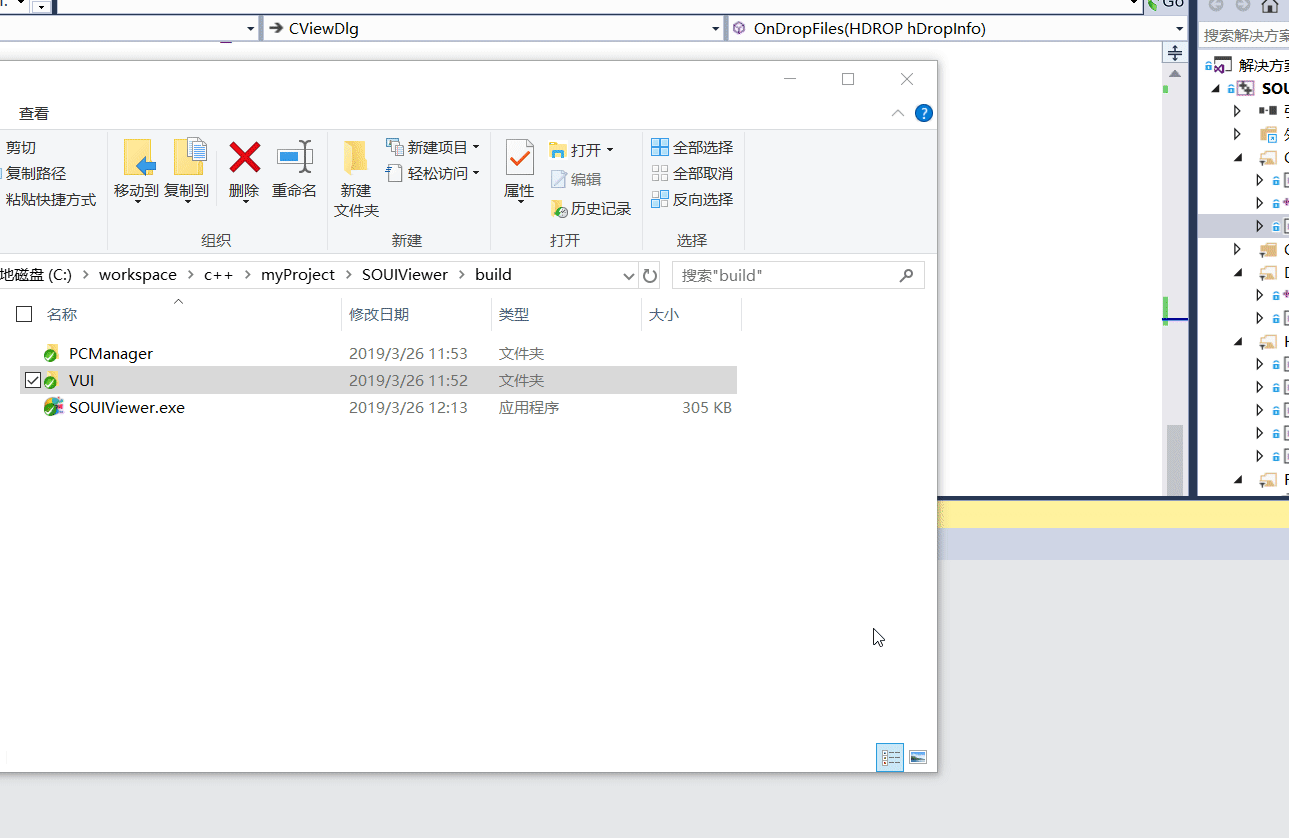 Go
CViewDlg
OnDropFiles(HDROP hDropInfo)
搜索解决方案
解决方案
查看
剪切
复制路径
粘贴快捷方式
移动到 复制到 删除 重命名
组织
新建
文件夹
新建项目
轻松访问
新建
属性
打开
编辑
历史记录
打开
全部选择
全部取消
反向选择
选择
地磁盘 (C:) workspace c++ myProject SOUIViewer build
搜索"build"
名称 修改日期 类型 大小
PCManager 2019/3/26 11:53 文件夹
VUI 2019/3/26 11:52 文件夹
SOUIViewer.exe 2019/3/26 12:13 应用程序 305 KB